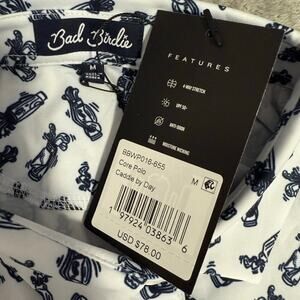 Bad Birdie
M
FEATURES
4-WAY STRETCH
UPF 50+
ANTI-ODOR
MOISTURE WICKING
BBWP016-655
Core Polo
Caddie by Day
M
1 97924 03863 6
USD $78.00